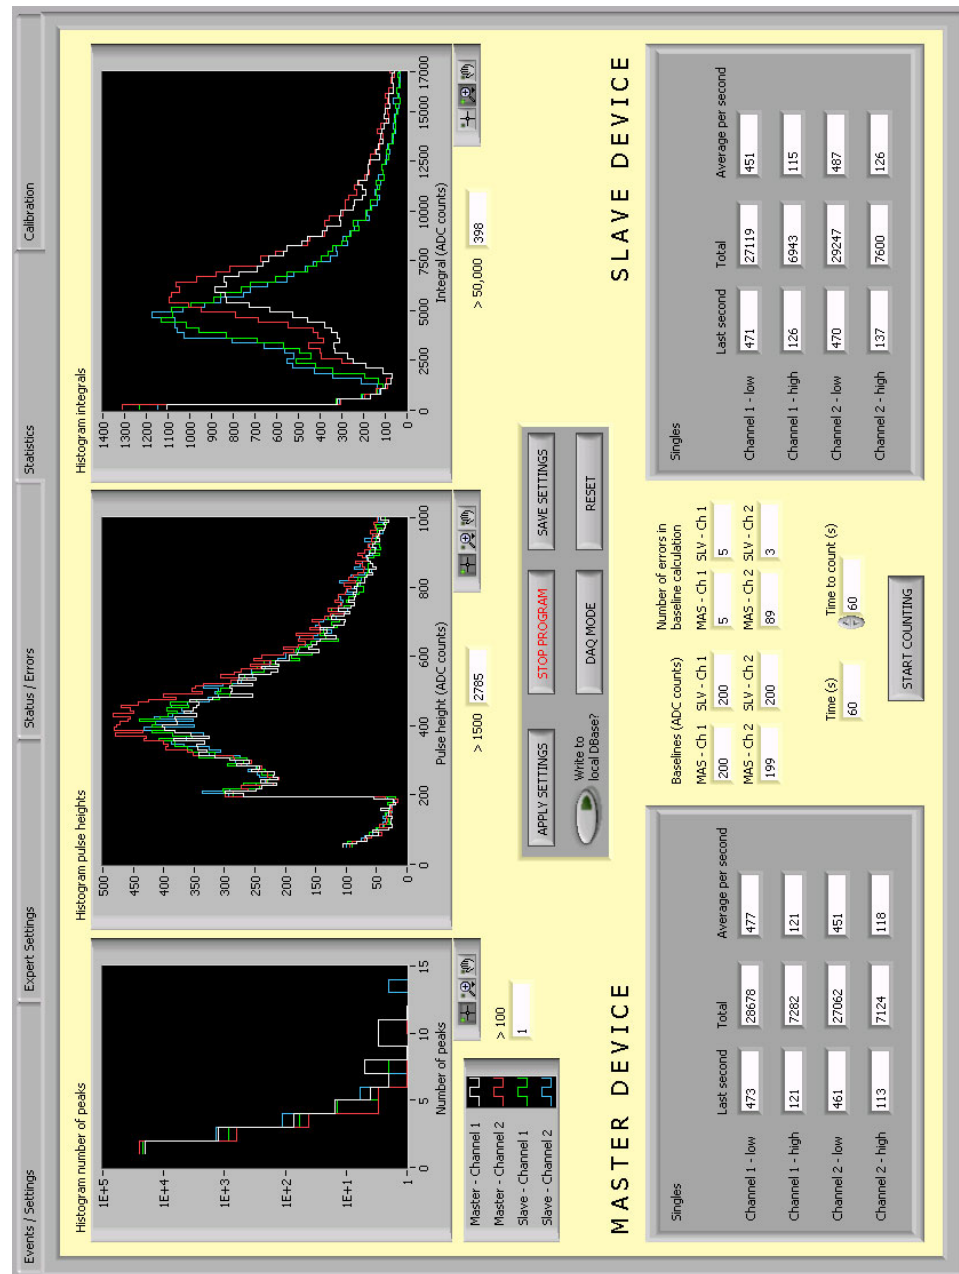 Events / Settings Expert Settings Status / Errors Statistics Calibration
Histogram number of peaks
1E+5
1E+4
1E+3
1E+2
1E+1
1
0 5 10 15
Number of peaks
> 100
1
Master - Channel 1
Master - Channel 2
Slave - Channel 1
Slave - Channel 2
Histogram pulse heights
500
450
400
350
300
250
200
150
100
50
0
0 200 400 600 800 1000
Pulse height (ADC counts)
> 1500 2785
Histogram integrals
1400
1300
1200
1100
1000
900
800
700
600
500
400
300
200
100
0
0 2500 5000 7500 10000 12500 15000 17000
Integral (ADC counts)
> 50,000 398
APPLY SETTINGS STOP PROGRAM SAVE SETTINGS
Write to
local DBase?
DAQ MODE RESET
MASTER DEVICE
Singles
Last second Total Average per second
Channel 1 - low 473 28678 477
Channel 1 - high 121 7282 121
Channel 2 - low 461 27062 451
Channel 2 - high 113 7124 118
Baselines (ADC counts)
MAS - Ch 1 SLV - Ch 1
200 200
MAS - Ch 2 SLV - Ch 2
199 200
Number of errors in
baseline calculation
MAS - Ch 1 SLV - Ch 1
5 5
MAS - Ch 2 SLV - Ch 2
89 3
Time (s) Time to count (s)
60 60
START COUNTING
SLAVE DEVICE
Singles
Last second Total Average per second
Channel 1 - low 471 27119 451
Channel 1 - high 126 6943 115
Channel 2 - low 470 29247 487
Channel 2 - high 137 7600 126